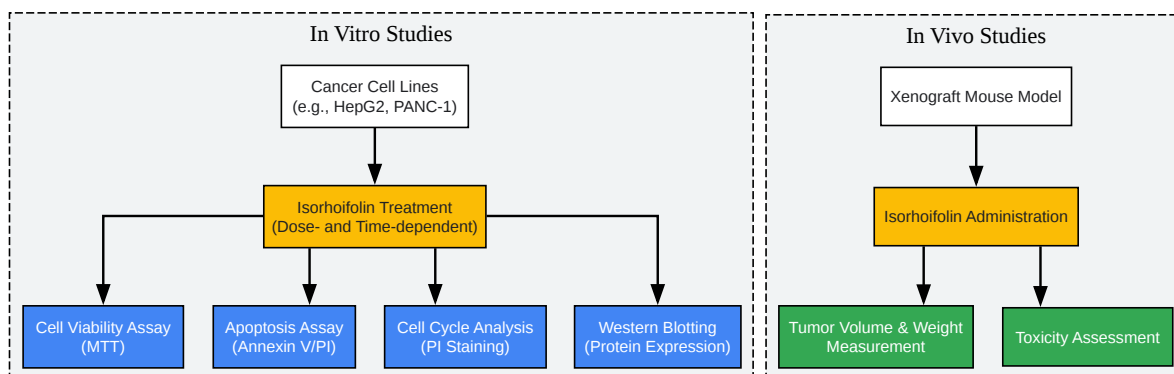 In Vitro Studies
Cancer Cell Lines
(e.g., HepG2, PANC-1)
Isorhoifolin Treatment
(Dose- and Time-dependent)
Cell Viability Assay
(MTT)
Apoptosis Assay
(Annexin V/PI)
Cell Cycle Analysis
(PI Staining)
Western Blotting
(Protein Expression)
In Vivo Studies
Xenograft Mouse Model
Isorhoifolin Administration
Tumor Volume & Weight
Measurement
Toxicity Assessment